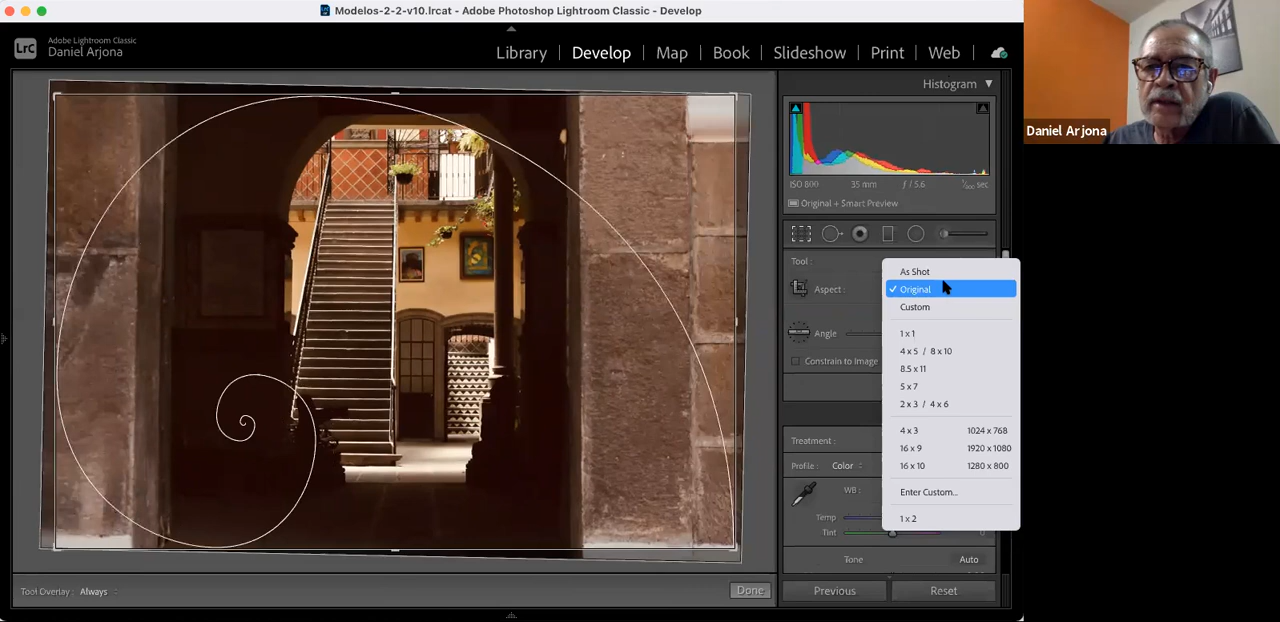 Modelos-2-2-v10.lrcat - Adobe Photoshop Lightroom Classic - Develop
LrC
Adobe Lightroom Classic
Daniel Arjona
Library | Develop | Map | Book | Slideshow | Print | Web
Histogram
ISO 800 35 mm ƒ / 5.6
Original + Smart Preview
Tool
Aspect :
Angle
Constrain to Image
As Shot
✓ Original
Custom
1 x 1
4 x 5 / 8 x 10
8.5 x 11
5 x 7
2 x 3 / 4 x 6
4 x 3 1024 x 768
16 x 9 1920 x 1080
16 x 10 1280 x 800
Enter Custom...
1 x 2
Treatment :
Profile : Color
WB :
Temp
Tint 0
Tone Auto
Previous Reset
Tool Overlay : Always
Done
Daniel Arjona